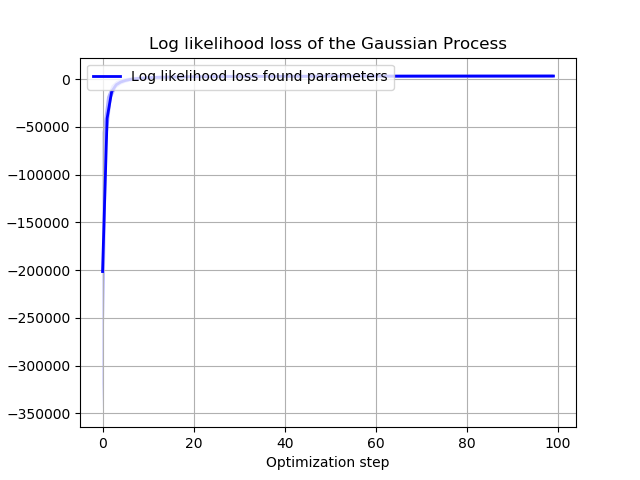 Log likelihood loss of the Gaussian Process
Log likelihood loss found parameters
0
−50000
−100000
−150000
−200000
−250000
−300000
−350000
0 20 40 60 80 100
Optimization step